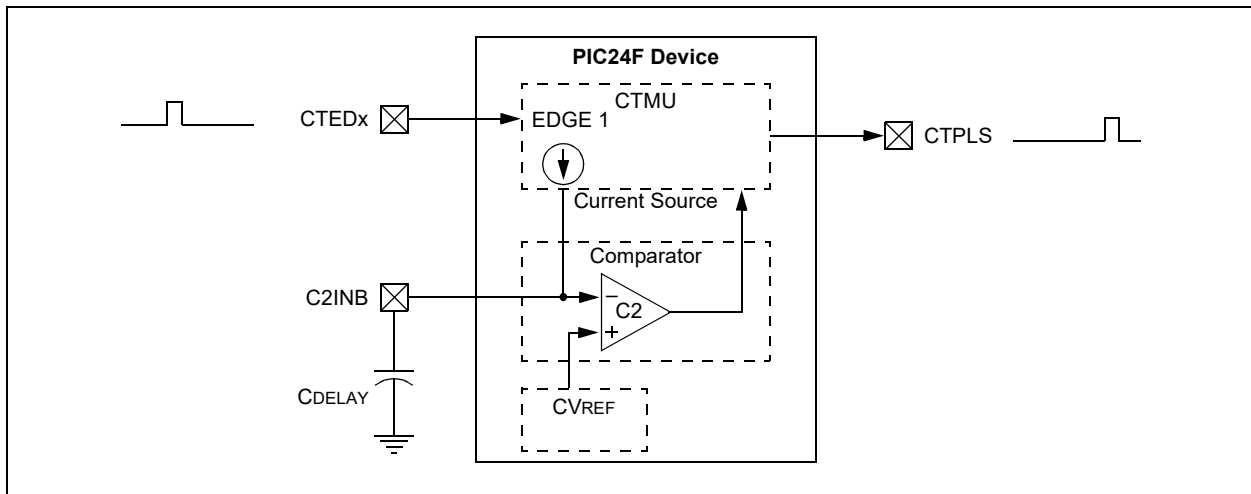 PIC24F Device
CTMU
CTEDx
EDGE 1
CTPLS
Current Source
Comparator
C2INB
−
C2
+
CDELAY
CVREF